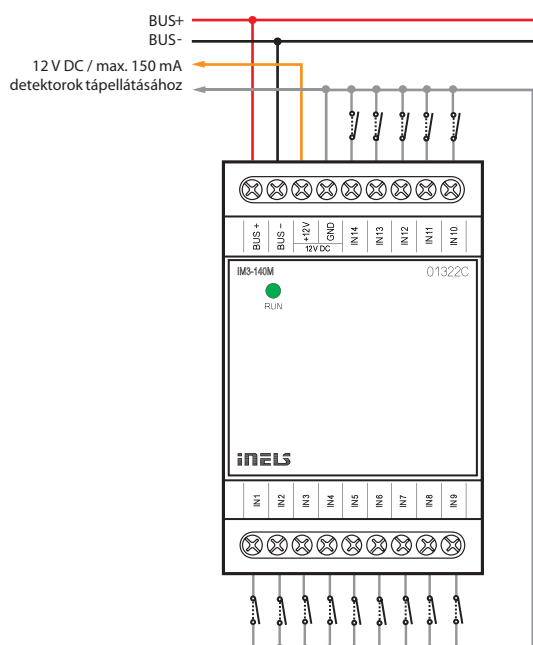 BUS+
BUS-
12 V DC / max. 150 mA
detektorok tápellátásához
BUS +
BUS −
+12V
GND
12V DC
IN14
IN13
IN12
IN11
IN10
IM3-140M
01322C
RUN
iNELS
IN1
IN2
IN3
IN4
IN5
IN6
IN7
IN8
IN9